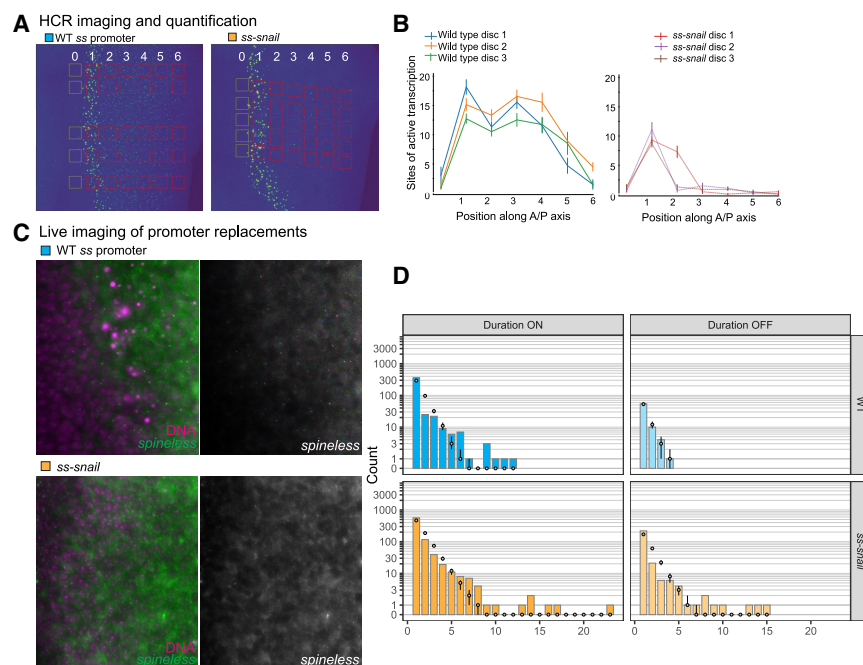 A HCR imaging and quantification
WT ss promoter
ss-snail
0 1 2 3 4 5 6
0 1 2 3 4 5 6
B
Wild type disc 1
Wild type disc 2
Wild type disc 3
ss-snail disc 1
ss-snail disc 2
ss-snail disc 3
Sites of active transcription
20
15
10
5
0
1 2 3 4 5 6
Position along A/P axis
20
15
10
5
0
1 2 3 4 5 6
Position along A/P axis
C Live imaging of promoter replacements
WT ss promoter
DNA
spineless
spineless
ss-snail
DNA
spineless
spineless
D
Duration ON
Duration OFF
WT
ss-snail
Count
3000
1000
300
100
30
10
3
1
0
3000
1000
300
100
30
10
3
1
0
0 5 10 15 20
0 5 10 15 20